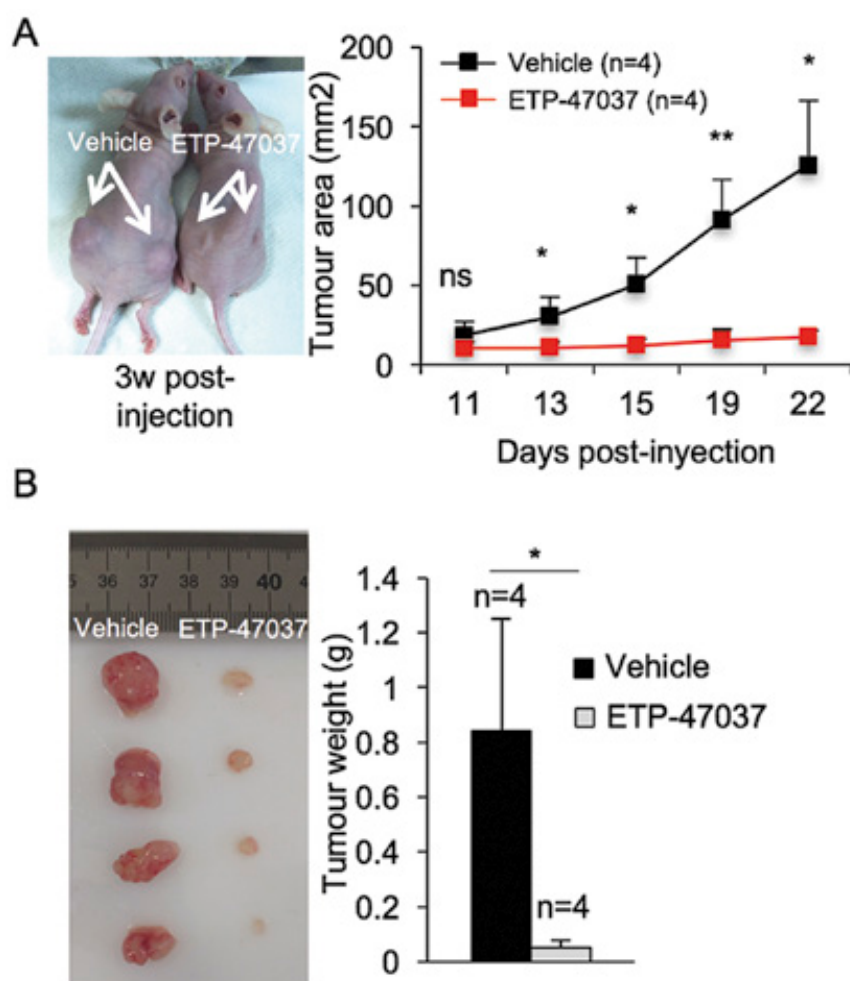 A
Vehicle
ETP-47037
3w post-
injection
Tumour area (mm2)
200
150
100
50
0
Vehicle (n=4)
ETP-47037 (n=4)
ns
*
*
**
*
11 13 15 19 22
Days post-inyection
B
36 37 38 39 40
Vehicle ETP-47037
Tumour weight (g)
1.4
1.2
1
0.8
0.6
0.4
0.2
0
*
n=4
n=4
Vehicle
ETP-47037